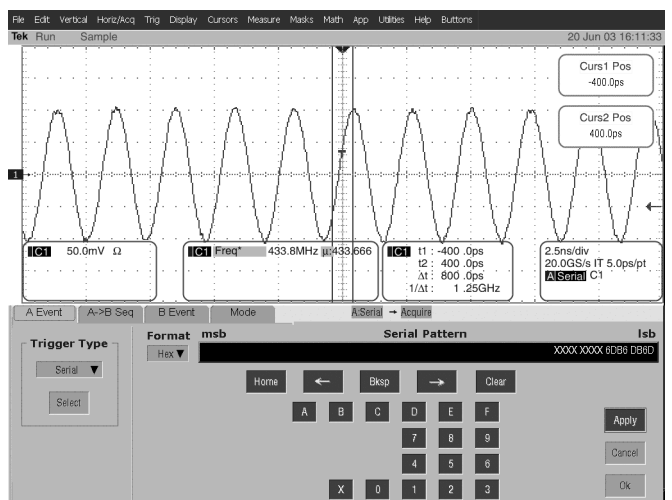 File Edit Vertical Horiz/Acq Trig Display Cursors Measure Masks Math App Utilities Help Buttons
Tek Run Sample 20 Jun 03 16:11:33
Curs1 Pos
-400.0ps
Curs2 Pos
400.0ps
1
C1 50.0mV Ω
C1 Freq* 433.8MHz µ:433.666
C1 t1 : -400 .0ps
t2 : 400 .0ps
Δt : 800 .0ps
1/Δt : 1 .25GHz
2.5ns/div
20.0GS/s IT 5.0ps/pt
A Serial C1
A Event A->B Seq B Event Mode A:Serial → Acquire
Trigger Type
Serial
Select
Format
Hex
msb Serial Pattern lsb
XXXX XXXX 6DB6 DB6D
Home ← Bksp → Clear
A B C D E F
7 8 9
4 5 6
X 0 1 2 3
Apply
Cancel
Ok